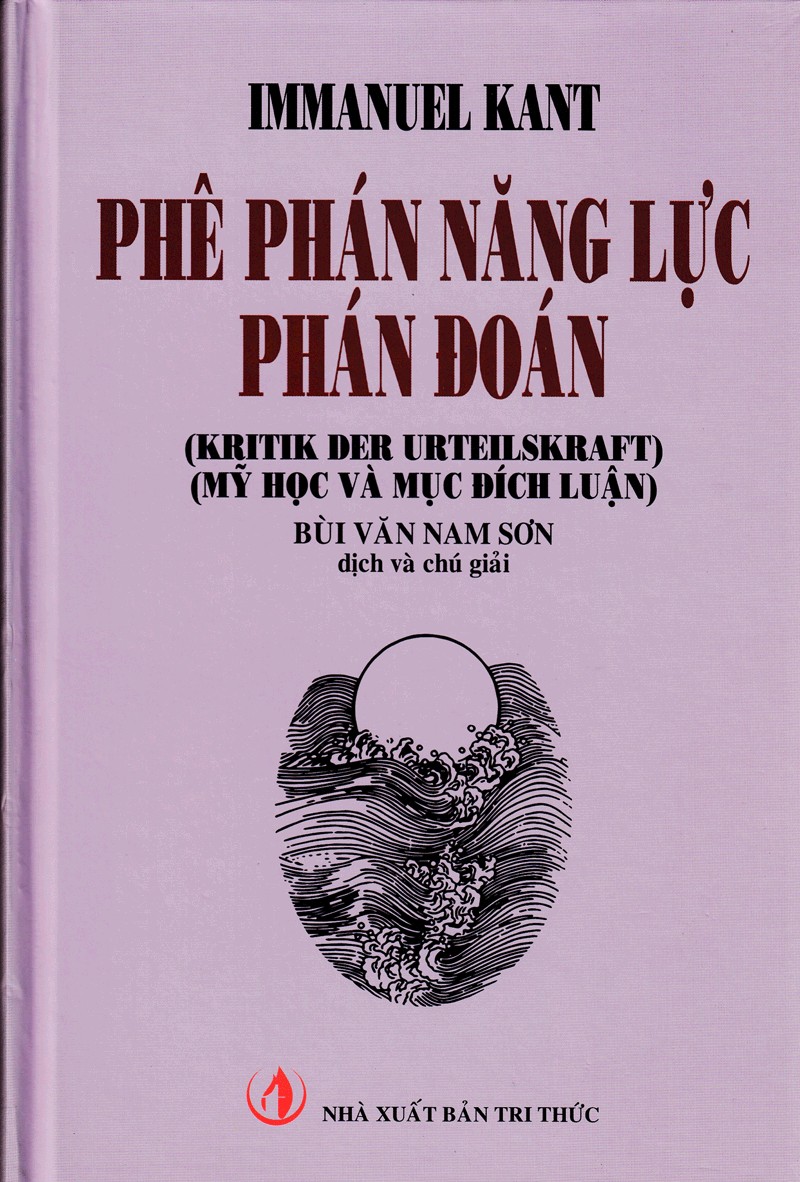 IMMANUEL KANT
PHÊ PHÁN NĂNG LỰC
PHÁN ĐOÁN
(KRITIK DER URTEILSKRAFT)
(MỸ HỌC VÀ MỤC ĐÍCH LUẬN)
BÙI VĂN NAM SƠN
dịch và chú giải
NHÀ XUẤT BẢN TRI THỨC